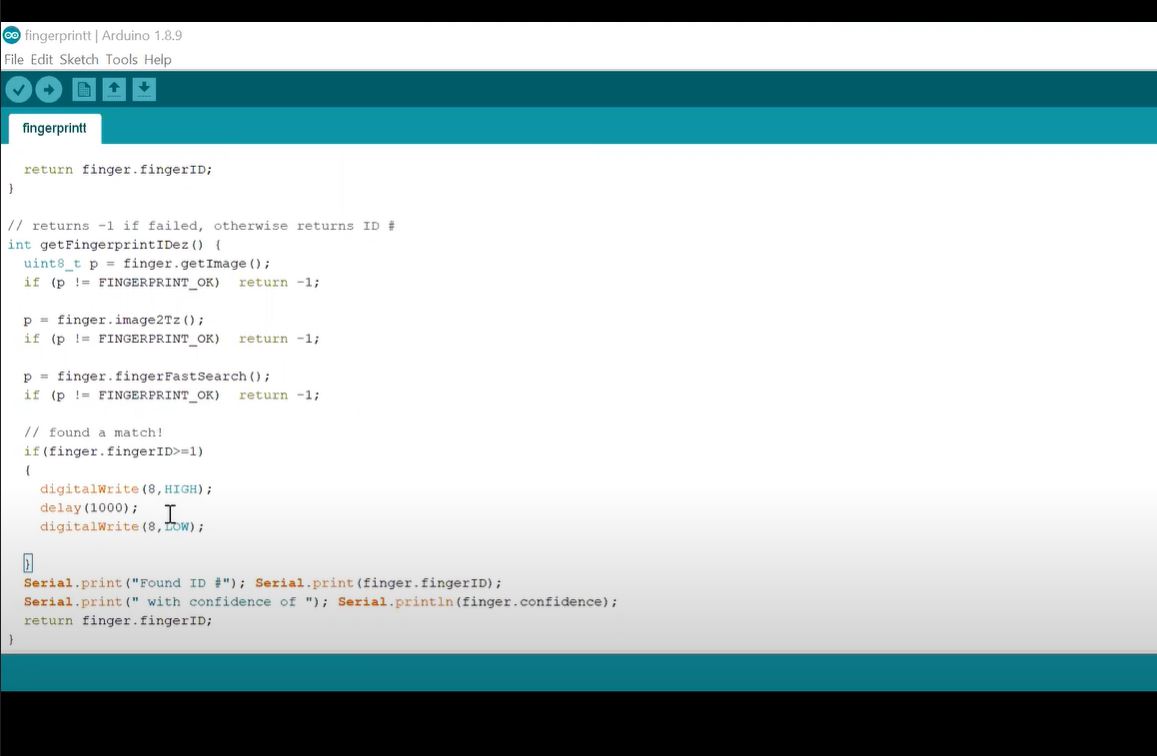 fingerprintt | Arduino 1.8.9
File Edit Sketch Tools Help
fingerprintt
return finger.fingerID;
}
// returns -1 if failed, otherwise returns ID #
int getFingerprintIDez() {
uint8_t p = finger.getImage();
if (p != FINGERPRINT_OK)  return -1;
p = finger.image2Tz();
if (p != FINGERPRINT_OK)  return -1;
p = finger.fingerFastSearch();
if (p != FINGERPRINT_OK)  return -1;
// found a match!
if(finger.fingerID>=1)
{
digitalWrite(8,HIGH);
delay(1000);
digitalWrite(8,LOW);
}
Serial.print("Found ID #"); Serial.print(finger.fingerID);
Serial.print(" with confidence of "); Serial.println(finger.confidence);
return finger.fingerID;
}